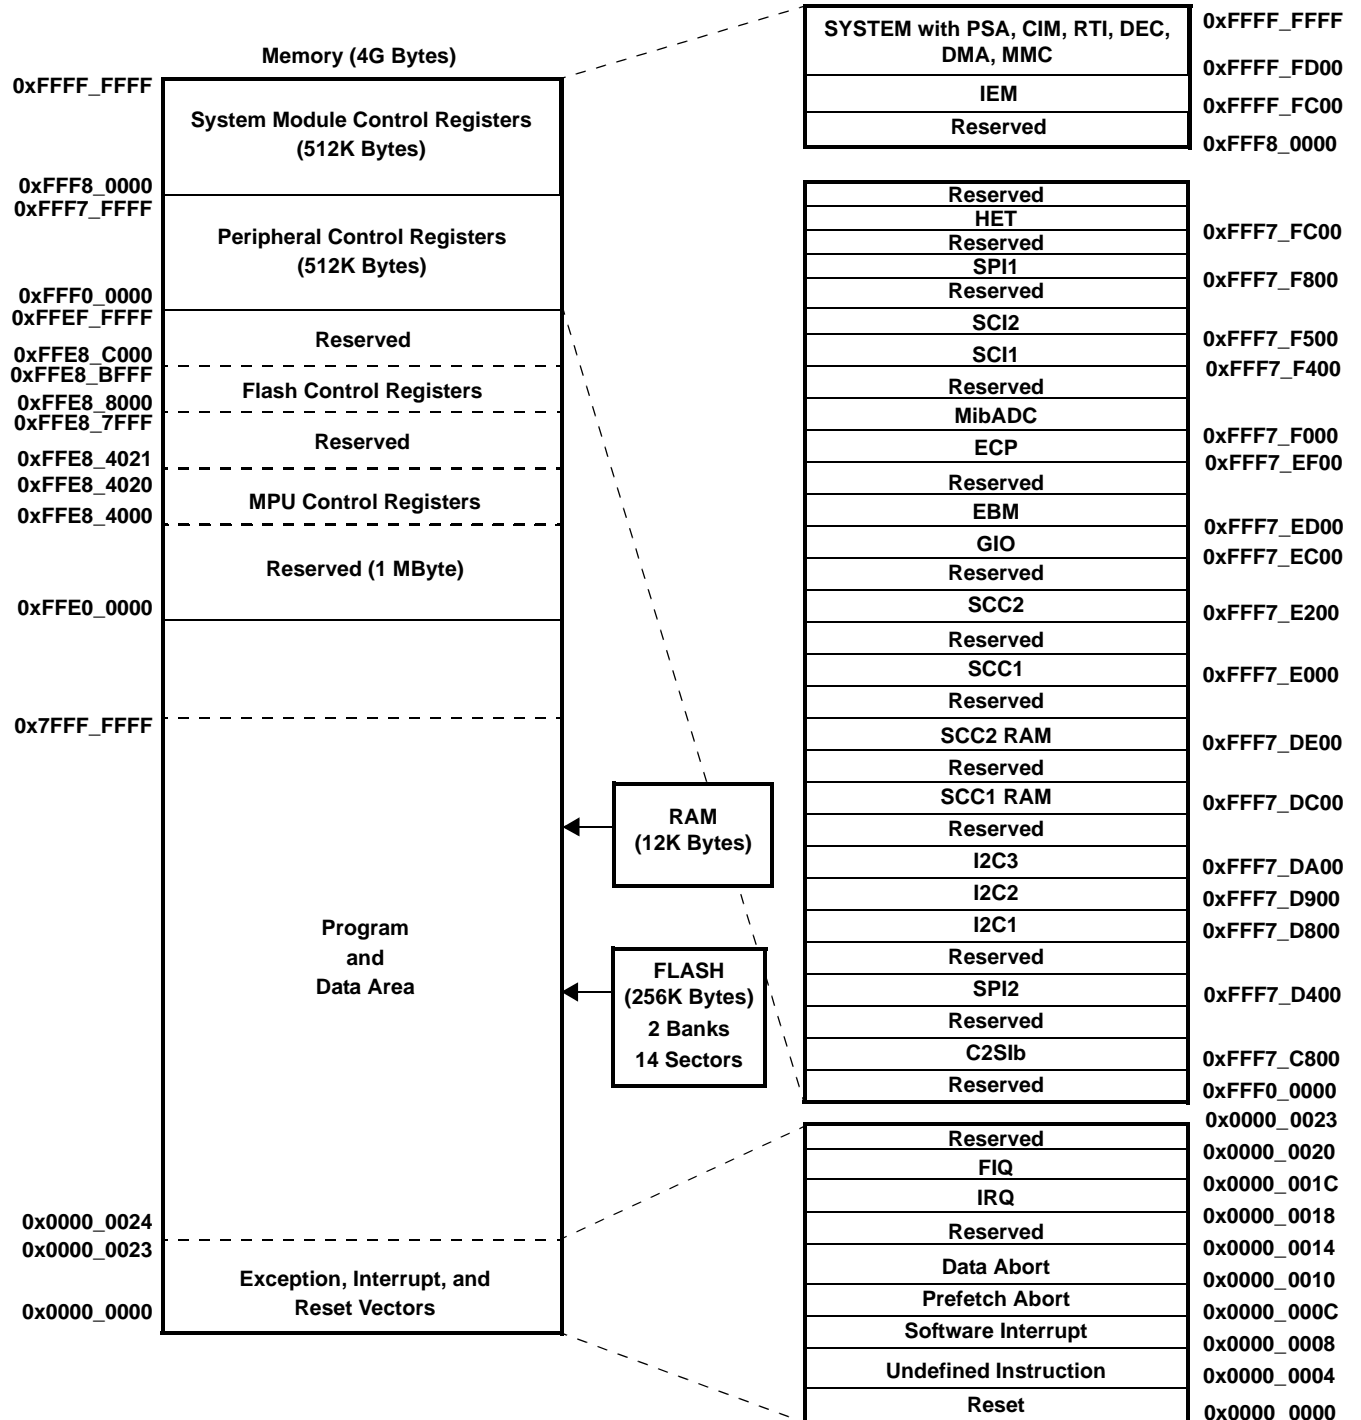 Memory (4G Bytes)
0xFFFF_FFFF
System Module Control Registers
(512K Bytes)
0xFFF8_0000
0xFFF7_FFFF
Peripheral Control Registers
(512K Bytes)
0xFFF0_0000
0xFFEF_FFFF
Reserved
0xFFE8_C000
0xFFE8_BFFF
Flash Control Registers
0xFFE8_8000
0xFFE8_7FFF
Reserved
0xFFE8_4021
0xFFE8_4020
MPU Control Registers
0xFFE8_4000
Reserved (1 MByte)
0xFFE0_0000
0x7FFF_FFFF
Program
and
Data Area
RAM
(12K Bytes)
FLASH
(256K Bytes)
2 Banks
14 Sectors
0x0000_0024
0x0000_0023
Exception, Interrupt, and
Reset Vectors
0x0000_0000
SYSTEM with PSA, CIM, RTI, DEC,
DMA, MMC
0xFFFF_FFFF
0xFFFF_FD00
IEM
0xFFFF_FC00
Reserved
0xFFF8_0000
Reserved
HET
0xFFF7_FC00
Reserved
SPI1
0xFFF7_F800
Reserved
SCI2
0xFFF7_F500
SCI1
0xFFF7_F400
Reserved
MibADC
0xFFF7_F000
ECP
0xFFF7_EF00
Reserved
EBM
0xFFF7_ED00
GIO
0xFFF7_EC00
Reserved
SCC2
0xFFF7_E200
Reserved
SCC1
0xFFF7_E000
Reserved
SCC2 RAM
0xFFF7_DE00
Reserved
SCC1 RAM
0xFFF7_DC00
Reserved
I2C3
0xFFF7_DA00
I2C2
0xFFF7_D900
I2C1
0xFFF7_D800
Reserved
SPI2
0xFFF7_D400
Reserved
C2SIb
0xFFF7_C800
Reserved
0xFFF0_0000
0x0000_0023
Reserved
0x0000_0020
FIQ
0x0000_001C
IRQ
0x0000_0018
Reserved
0x0000_0014
Data Abort
0x0000_0010
Prefetch Abort
0x0000_000C
Software Interrupt
0x0000_0008
Undefined Instruction
0x0000_0004
Reset
0x0000_0000